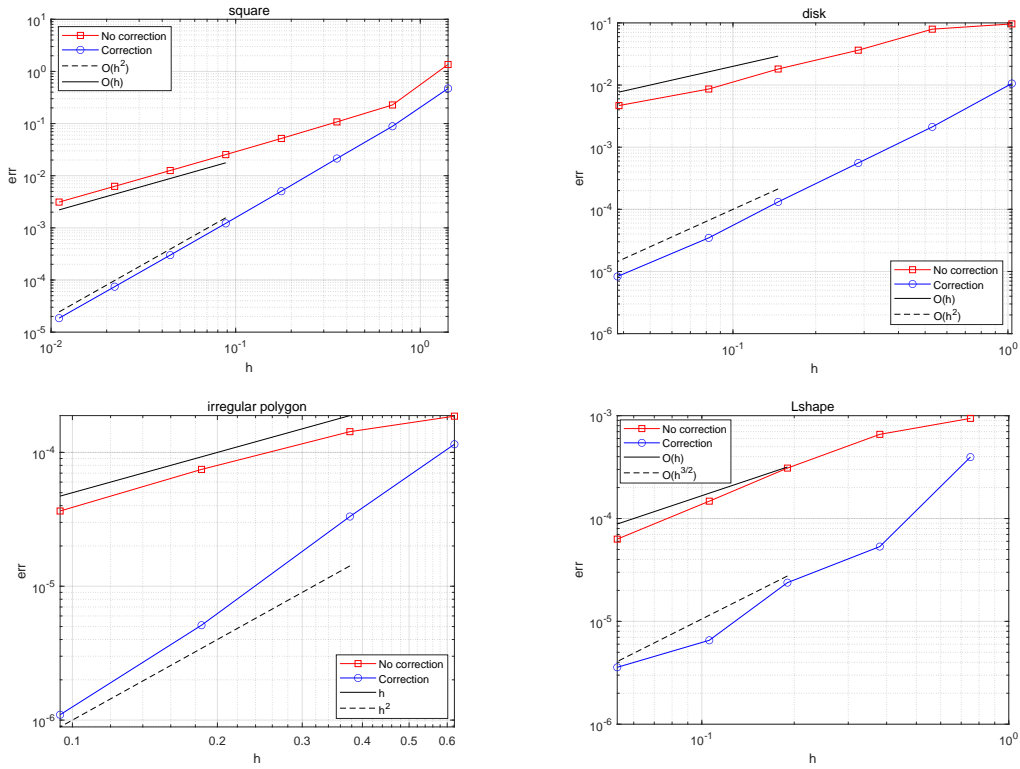 square
10^1
10^0
10^-1
10^-2
10^-3
10^-4
10^-5
err
No correction
Correction
O(h^2)
O(h)
10^-2
10^-1
10^0
h
disk
10^-1
10^-2
10^-3
10^-4
10^-5
10^-6
err
No correction
Correction
O(h)
O(h^2)
10^-1
10^0
h
irregular polygon
10^-4
10^-5
10^-6
err
No correction
Correction
h
h^2
0.1
0.2
0.3
0.4
0.5
0.6
h
Lshape
10^-3
10^-4
10^-5
10^-6
err
No correction
Correction
O(h)
O(h^3/2)
10^-1
10^0
h